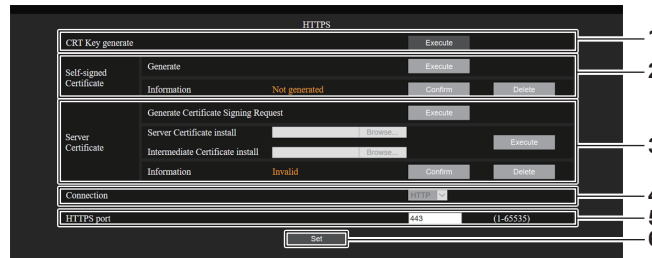 HTTPS
CRT Key generate Execute 1
Self-signed Certificate
Generate Execute 2
Information Not generated Confirm Delete
Server Certificate
Generate Certificate Signing Request Execute
Server Certificate install Browse...
Execute 3
Intermediate Certificate install Browse...
Information Invalid Confirm Delete
Connection HTTP 4
HTTPS port 443 (1-65535) 5
Set 6